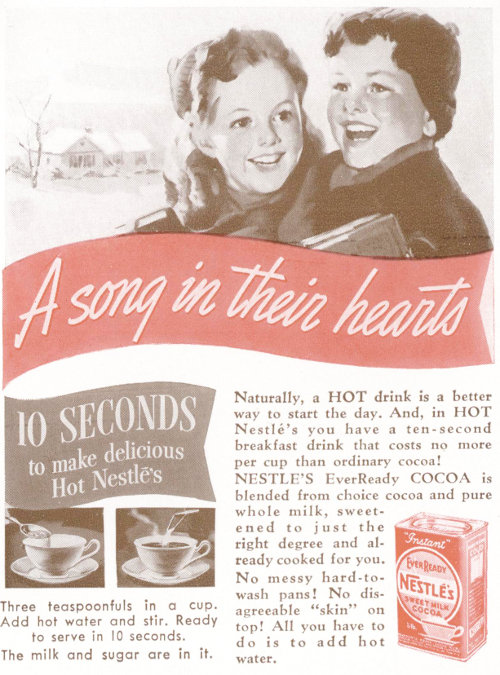 A song in their hearts
10 SECONDS
to make delicious
Hot Nestlé's
Three teaspoonfuls in a cup.
Add hot water and stir. Ready
to serve in 10 seconds.
The milk and sugar are in it.
Naturally, a HOT drink is a better
way to start the day. And, in HOT
Nestlé's you have a ten-second
breakfast drink that costs no more
per cup than ordinary cocoa!
NESTLE'S EverReady COCOA is
blended from choice cocoa and pure
whole milk, sweet-
ened to just the
right degree and al-
ready cooked for you.
No messy hard-to-
wash pans! No dis-
agreeable “skin” on
top! All you have to
do is to add hot
water.
"Instant"
EVERREADY
NESTLÉ'S
SWEET MILK
COCOA